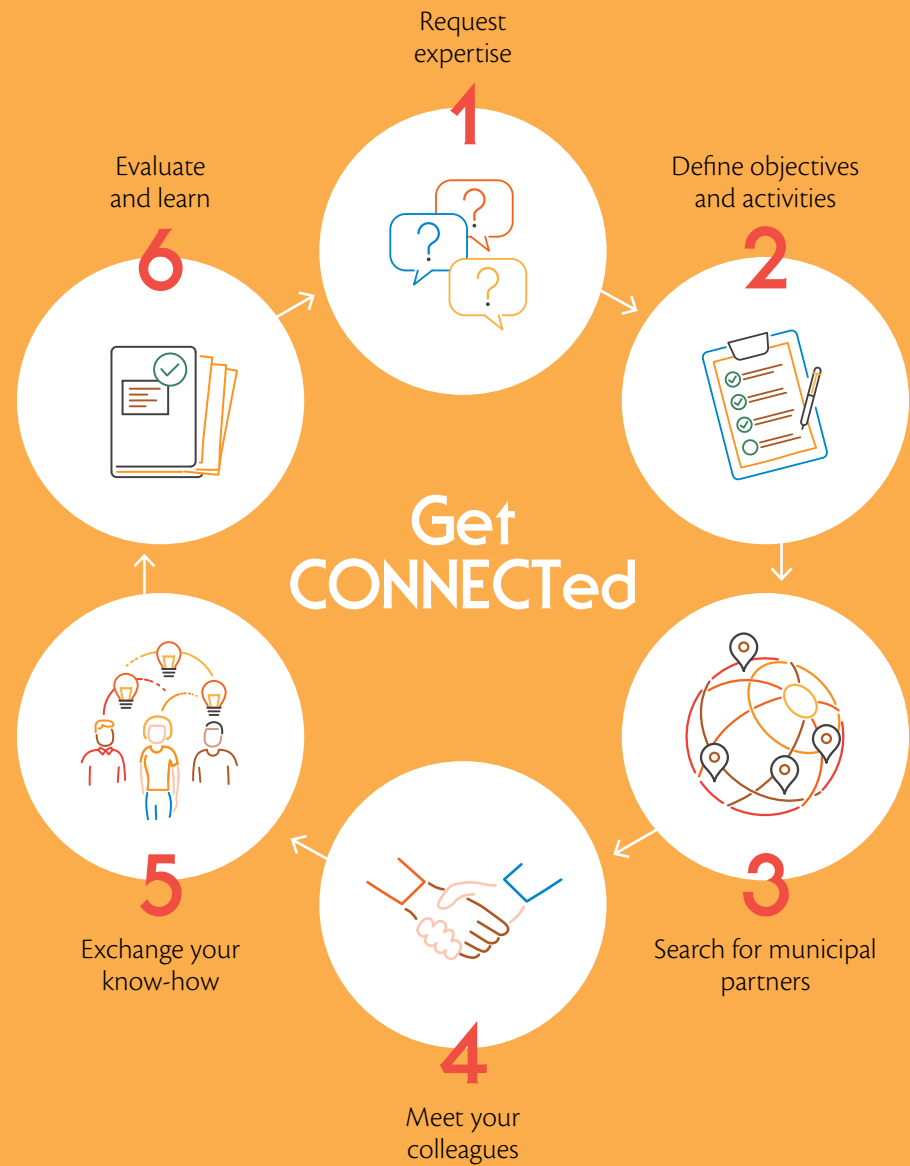 Request
expertise
1
Define objectives
and activities
2
Search for municipal
partners
3
Meet your
colleagues
4
Exchange your
know-how
5
Evaluate
and learn
6
Get
CONNECTed
?
?
?